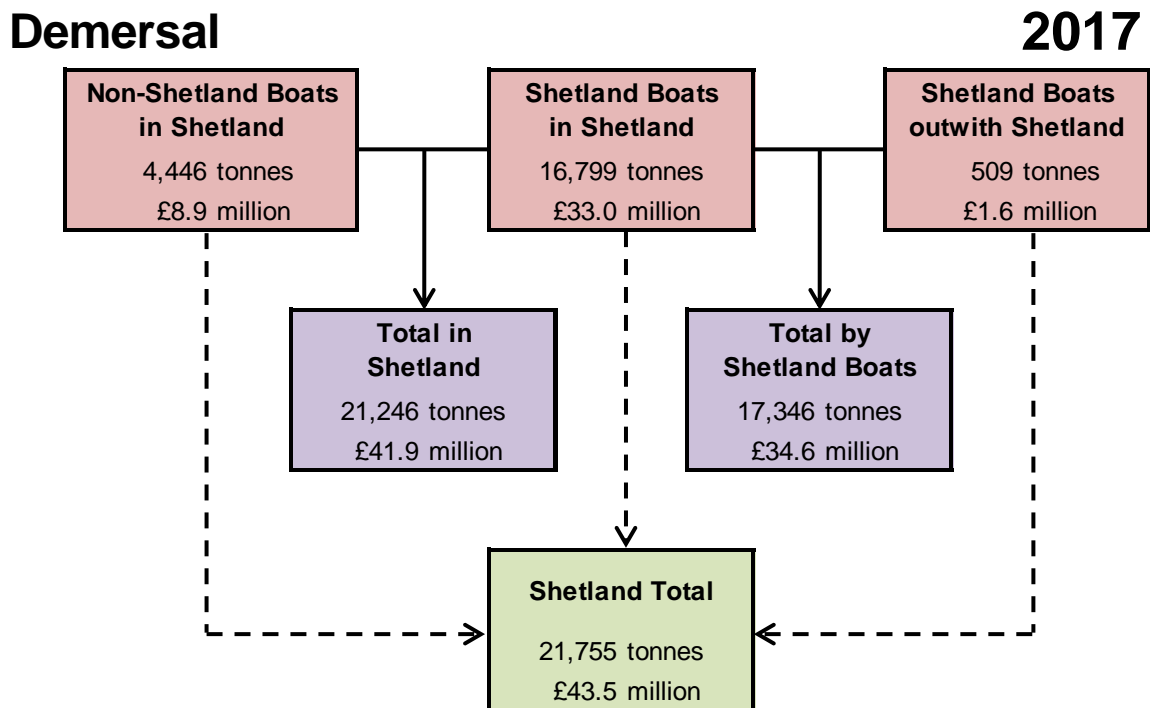 Demersal
2017
Non-Shetland Boats
in Shetland
4,446 tonnes
£8.9 million
Shetland Boats
in Shetland
16,799 tonnes
£33.0 million
Shetland Boats
outwith Shetland
509 tonnes
£1.6 million
Total in
Shetland
21,246 tonnes
£41.9 million
Total by
Shetland Boats
17,346 tonnes
£34.6 million
Shetland Total
21,755 tonnes
£43.5 million